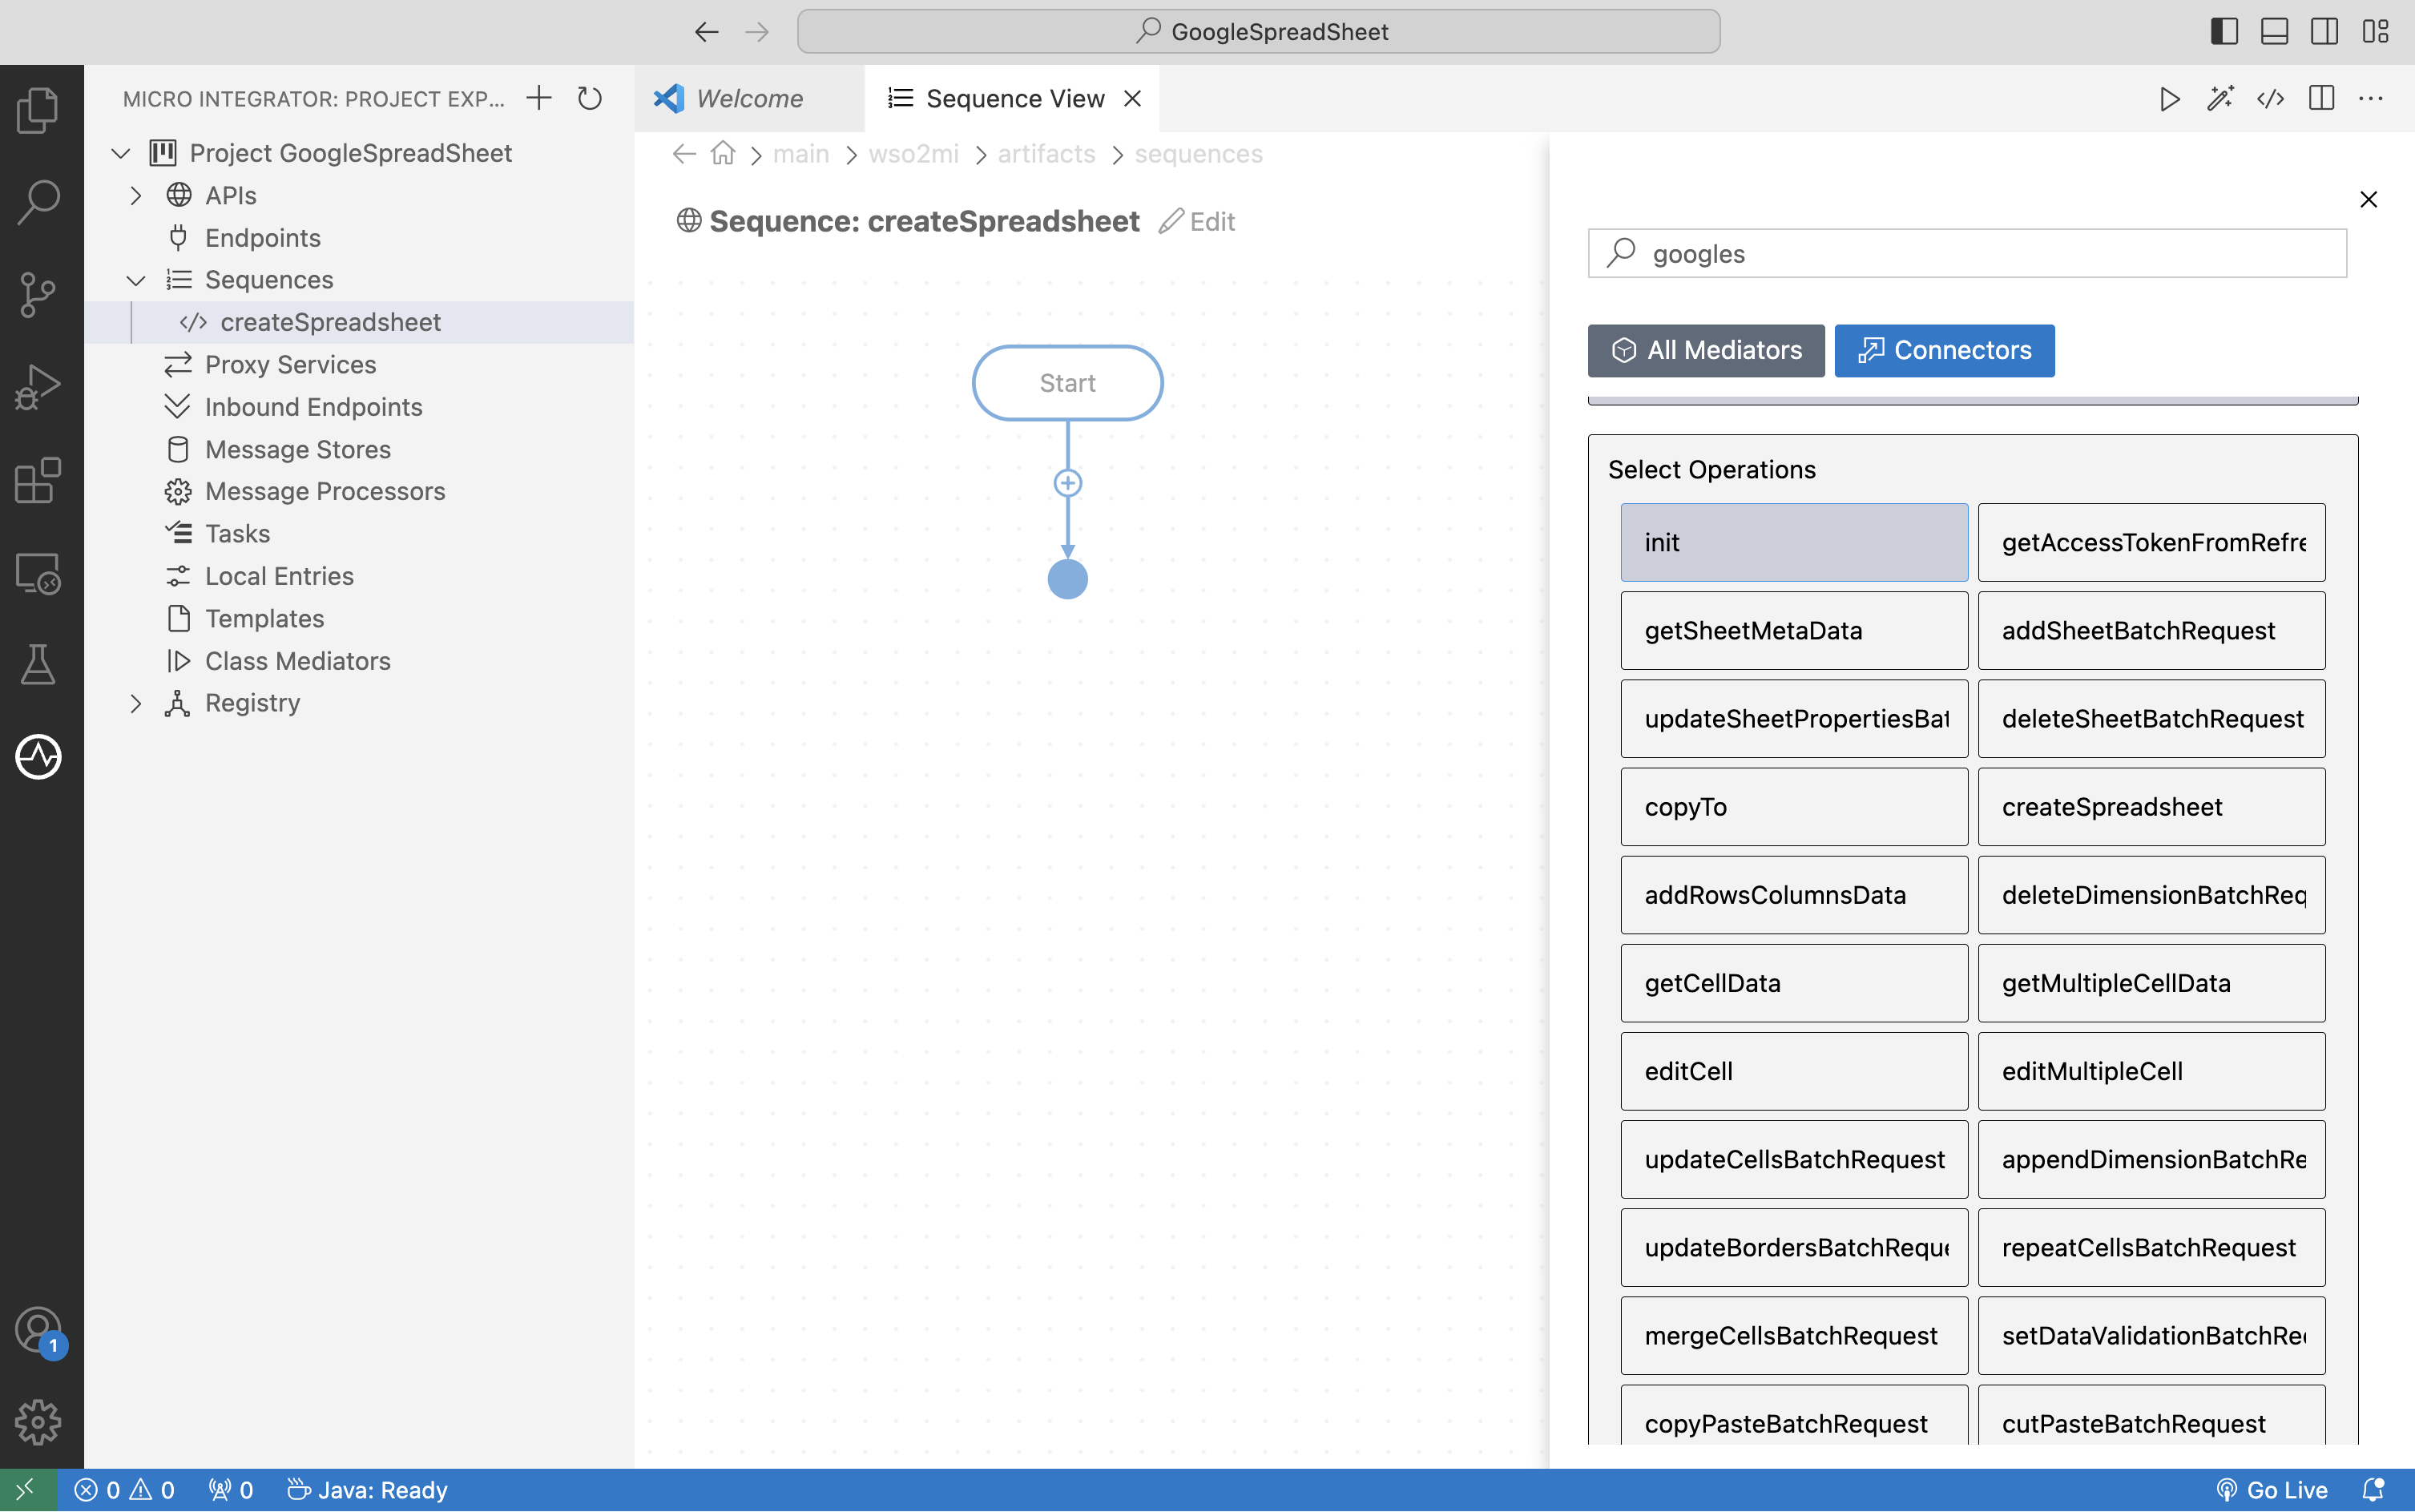 GoogleSpreadSheet
MICRO INTEGRATOR: PROJECT EXP...
Welcome
Sequence View
Project GoogleSpreadSheet
APIs
Endpoints
Sequences
createSpreadsheet
Proxy Services
Inbound Endpoints
Message Stores
Message Processors
Tasks
Local Entries
Templates
Class Mediators
Registry
main > wso2mi > artifacts > sequences
Sequence: createSpreadsheet Edit
Start
googles
All Mediators Connectors
Select Operations
init getAccessTokenFromRefre
getSheetMetaData addSheetBatchRequest
updateSheetPropertiesBat deleteSheetBatchRequest
copyTo createSpreadsheet
addRowsColumnsData deleteDimensionBatchReq
getCellData getMultipleCellData
editCell editMultipleCell
updateCellsBatchRequest appendDimensionBatchRe
updateBordersBatchReque repeatCellsBatchRequest
mergeCellsBatchRequest setDataValidationBatchRe
copyPasteBatchRequest cutPasteBatchRequest
1
0 0 0 Java: Ready Go Live